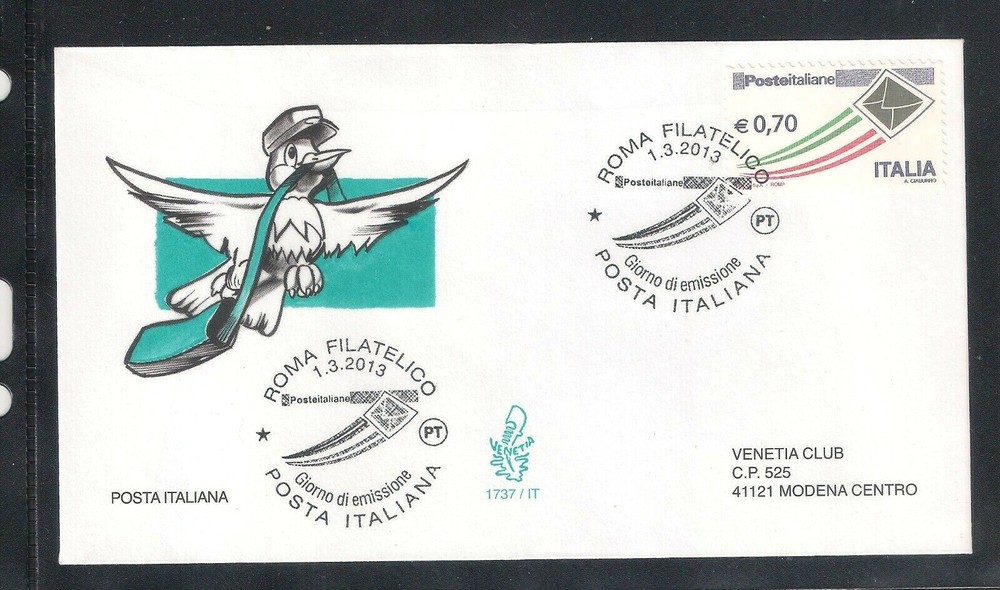 Posteitaliane
€ 0,70
ITALIA
A. CIABURRO
ROMA
ROMA FILATELICO
1.3.2013
Posteitaliane
PT
Giorno di emissione
POSTA ITALIANA
ROMA FILATELICO
1.3.2013
Posteitaliane
PT
Giorno di emissione
POSTA ITALIANA
POSTA ITALIANA
VENETIA
1737 / IT
VENETIA CLUB
C.P. 525
41121 MODENA CENTRO